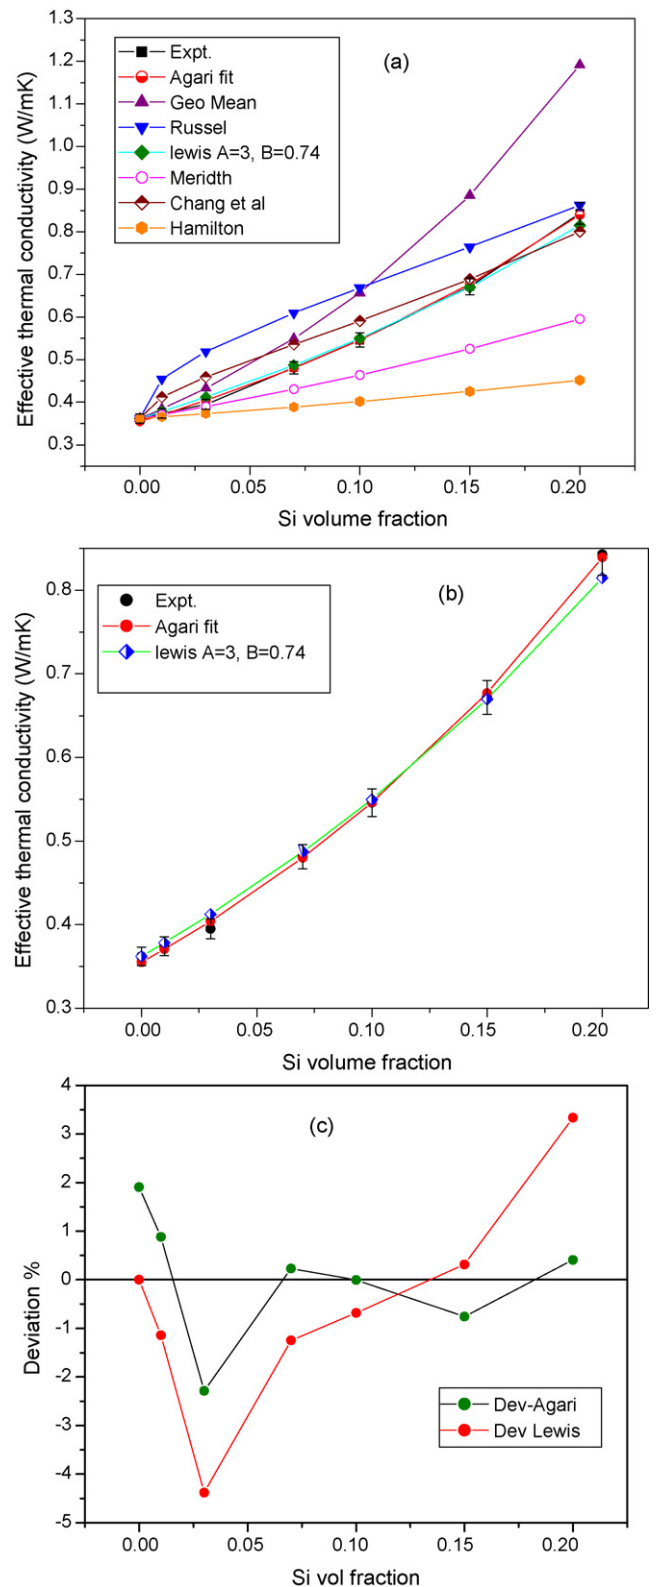 1.3
1.2
1.1
1.0
0.9
0.8
0.7
0.6
0.5
0.4
0.3
Effective thermal conductivity (W/mK)
Expt.
Agari fit
Geo Mean
Russel
lewis A=3, B=0.74
Meridth
Chang et al
Hamilton
(a)
0.00 0.05 0.10 0.15 0.20
Si volume fraction
0.8
0.7
0.6
0.5
0.4
0.3
Effective thermal conductivity (W/mK)
Expt.
Agari fit
lewis A=3, B=0.74
(b)
0.00 0.05 0.10 0.15 0.20
Si volume fraction
4
3
2
1
0
-1
-2
-3
-4
-5
Deviation %
(c)
Dev-Agari
Dev Lewis
0.00 0.05 0.10 0.15 0.20
Si vol fraction